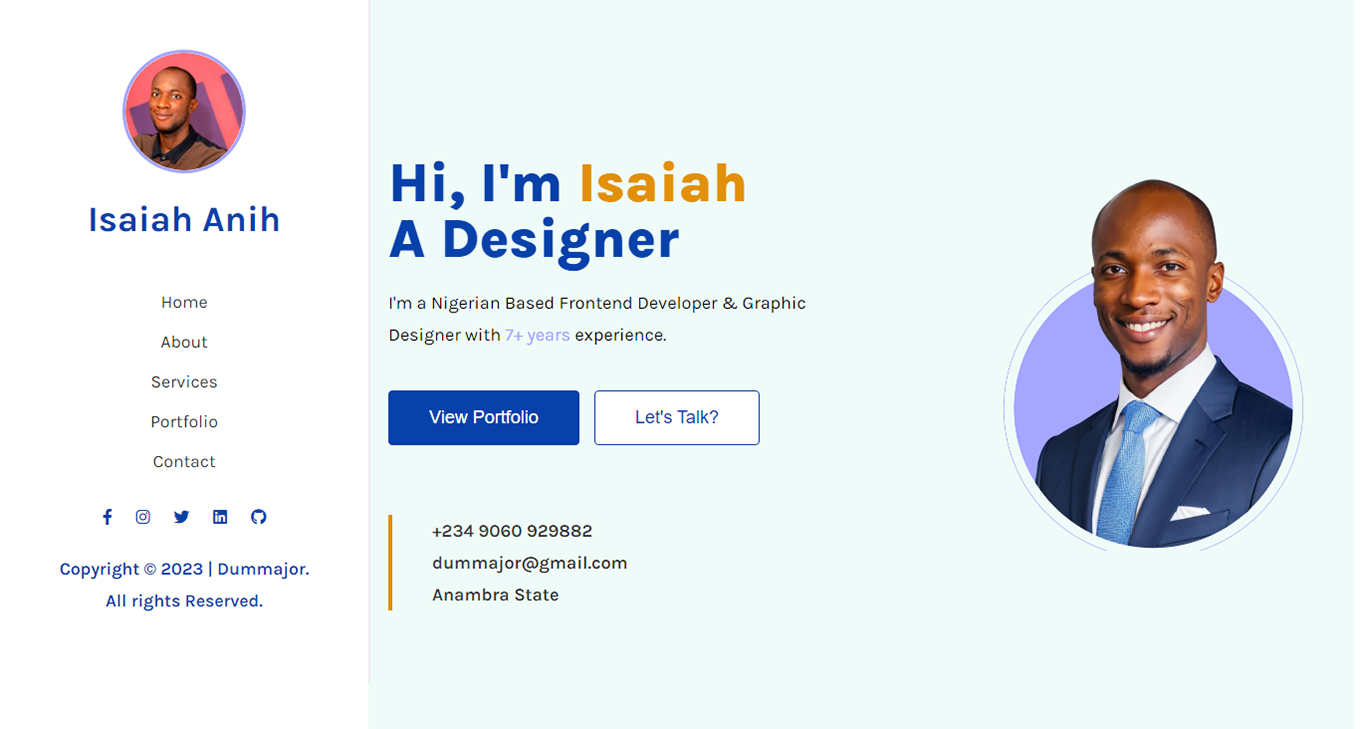 Isaiah Anih
Home
About
Services
Portfolio
Contact
Copyright © 2023 | Dummajor.
All rights Reserved.
Hi, I'm Isaiah
A Designer
I'm a Nigerian Based Frontend Developer & Graphic
Designer with 7+ years experience.
View Portfolio
Let's Talk?
+234 9060 929882
dummajor@gmail.com
Anambra State